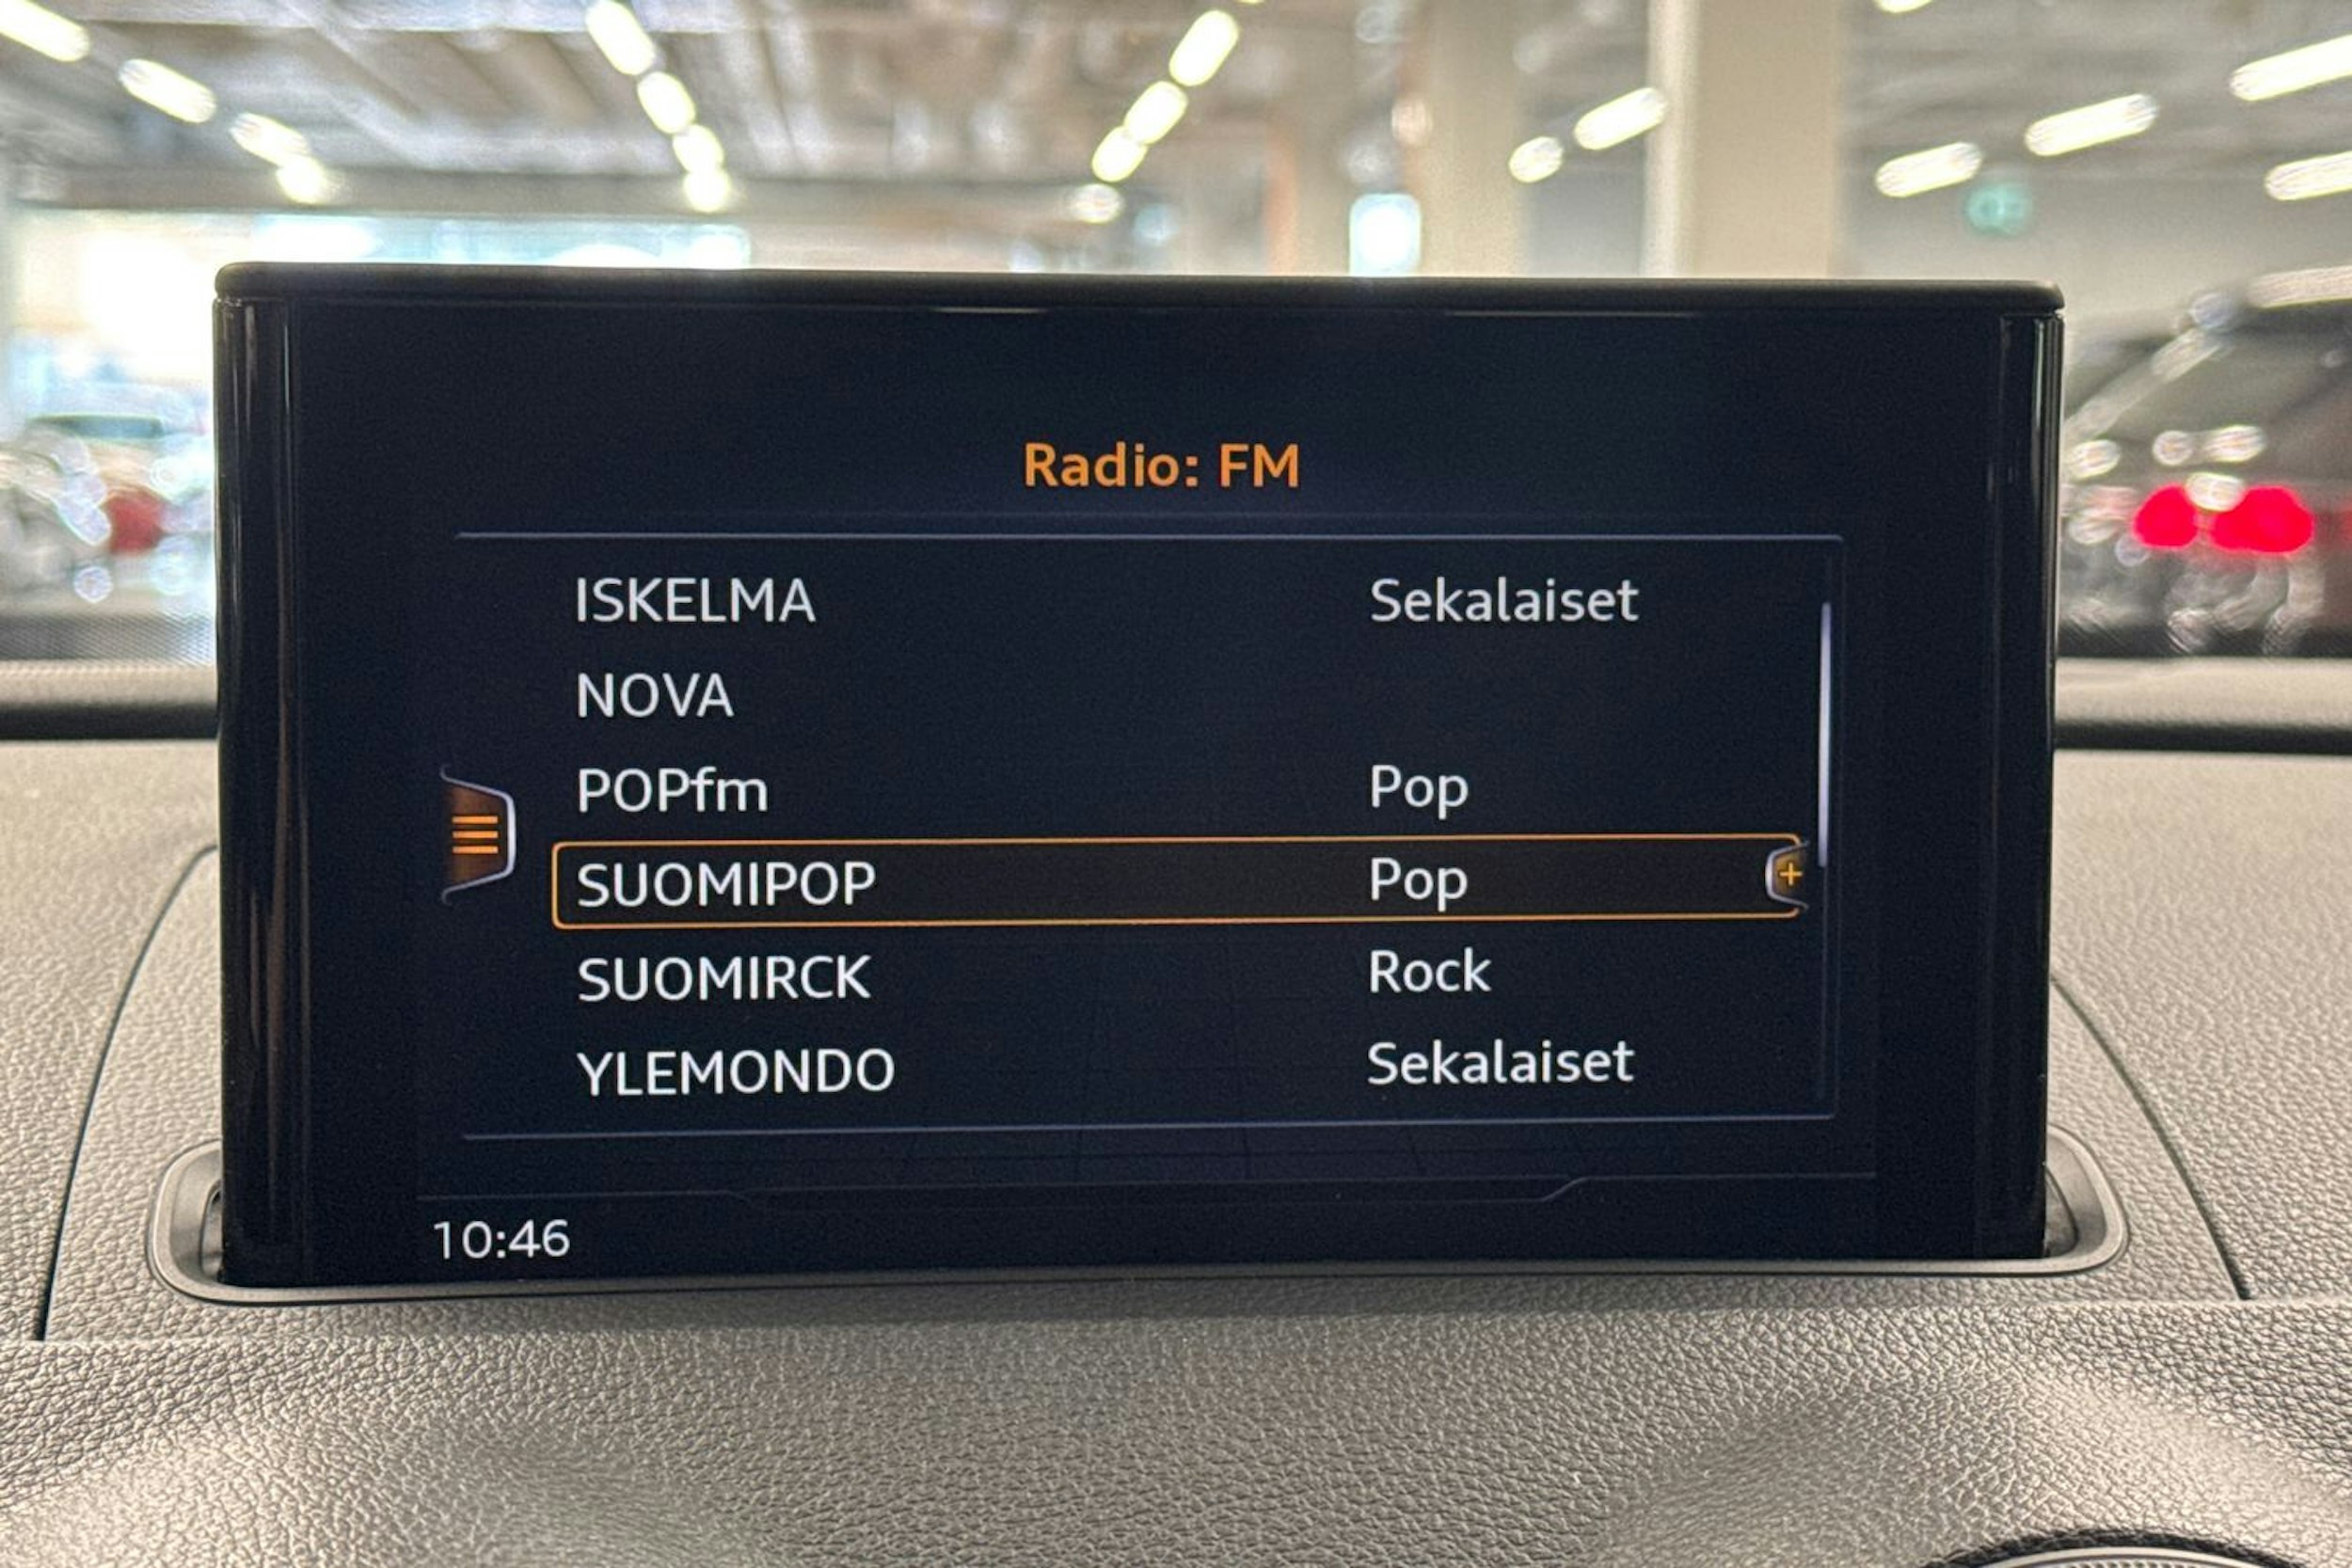 Radio: FM
ISKELMA Sekalaiset
NOVA
POPfm Pop
SUOMIPOP Pop
SUOMIRCK Rock
YLEMONDO Sekalaiset
10:46